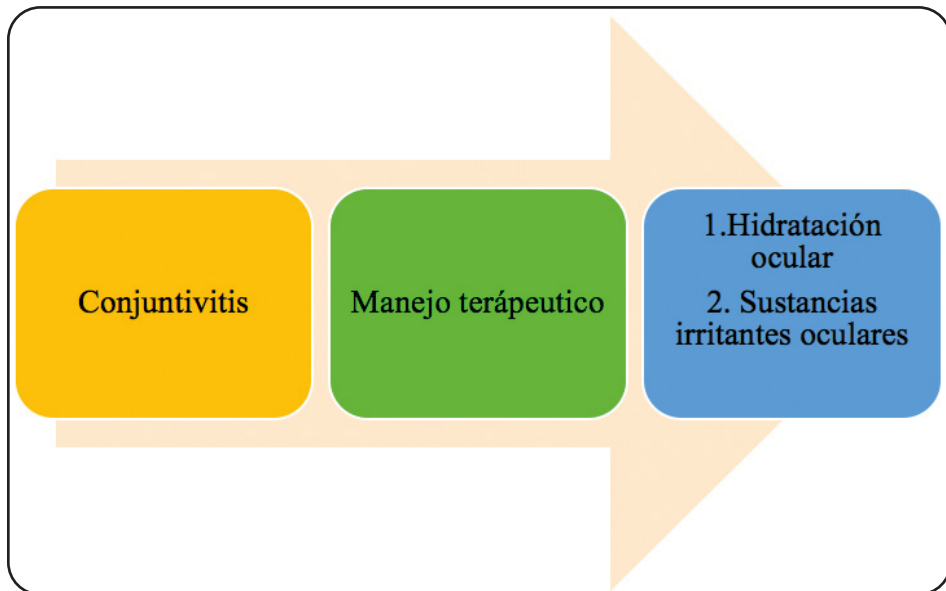 Conjuntivitis
Manejo terápeutico
1.Hidratación
ocular
2. Sustancias
irritantes oculares